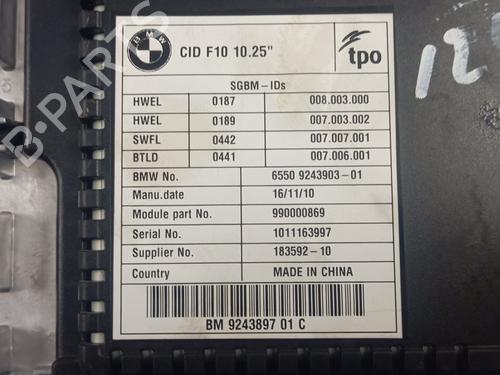 BMW
CID F10 10.25"
tpo
SGBM-IDs
HWEL 0187 008.003.000
HWEL 0189 007.003.002
SWFL 0442 007.007.001
BTLD 0441 007.006.001
BMW No. 6550 9243903-01
Manu.date 16/11/10
Module part No. 990000869
Serial No. 1011163997
Supplier No. 183592-10
Country MADE IN CHINA
BM 9243897 01 C
B-PARTS